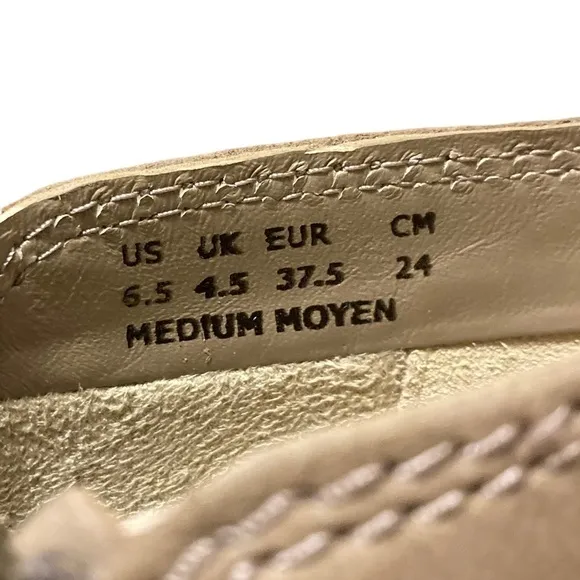 US UK EUR CM
6.5 4.5 37.5 24
MEDIUM MOYEN